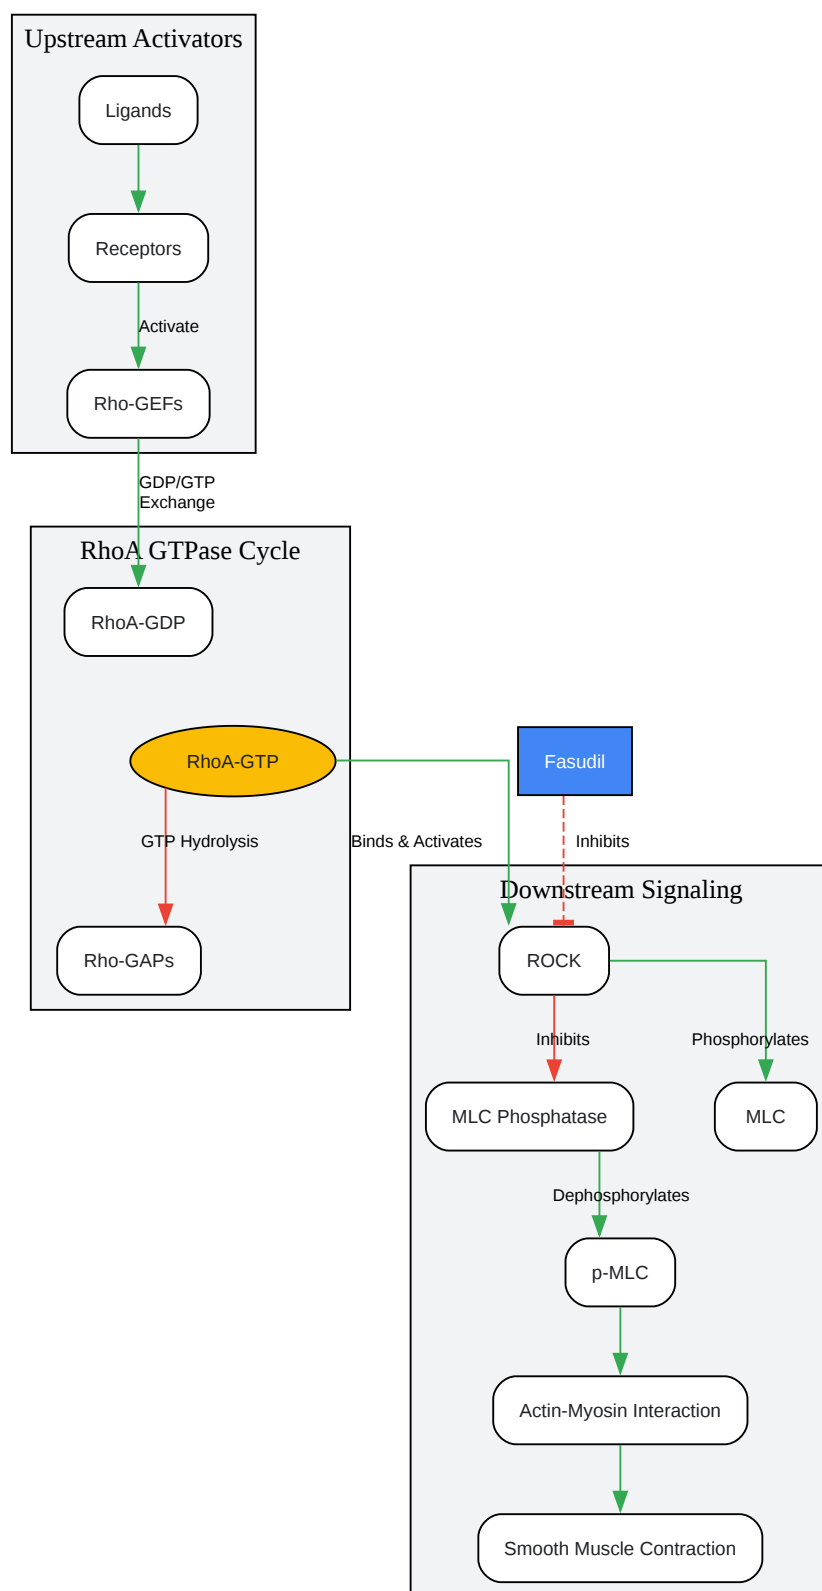 Upstream Activators
Ligands
Receptors
Activate
Rho-GEFs
GDP/GTP
Exchange
RhoA GTPase Cycle
RhoA-GDP
RhoA-GTP
Fasudil
GTP Hydrolysis
Binds & Activates
Inhibits
Downstream Signaling
Rho-GAPs
ROCK
Inhibits
Phosphorylates
MLC Phosphatase
MLC
Dephosphorylates
p-MLC
Actin-Myosin Interaction
Smooth Muscle Contraction